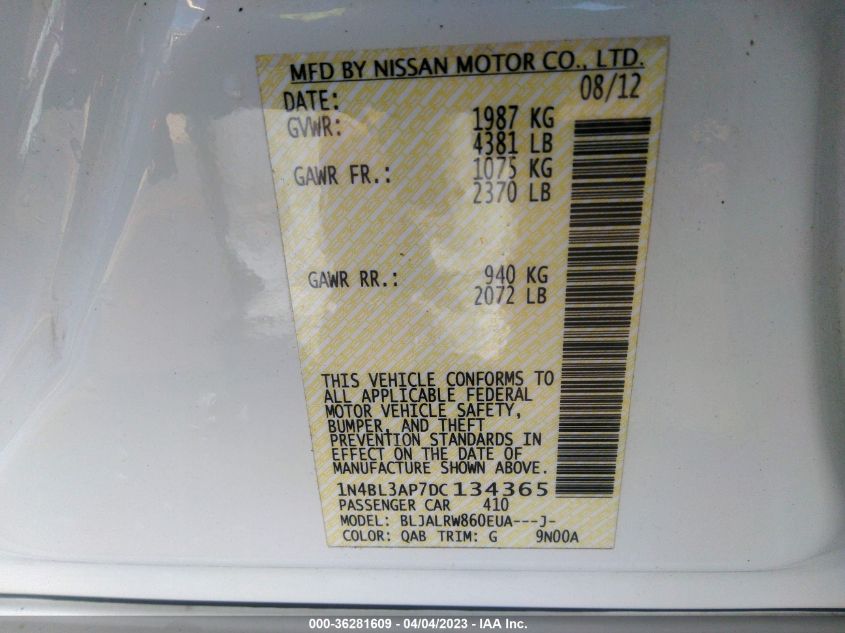 MFD BY NISSAN MOTOR CO., LTD.
DATE: 08/12
GVWR: 1987 KG
4381 LB
GAWR FR.: 1075 KG
2370 LB
GAWR RR.: 940 KG
2072 LB
THIS VEHICLE CONFORMS TO
ALL APPLICABLE FEDERAL
MOTOR VEHICLE SAFETY,
BUMPER, AND THEFT
PREVENTION STANDARDS IN
EFFECT ON THE DATE OF
MANUFACTURE SHOWN ABOVE.
1N4BL3AP7DC134365
PASSENGER CAR 410
MODEL: BLJALRW860EUA---J-
COLOR: QAB TRIM: G 9N00A
000-36281609 - 04/04/2023 - IAA Inc.